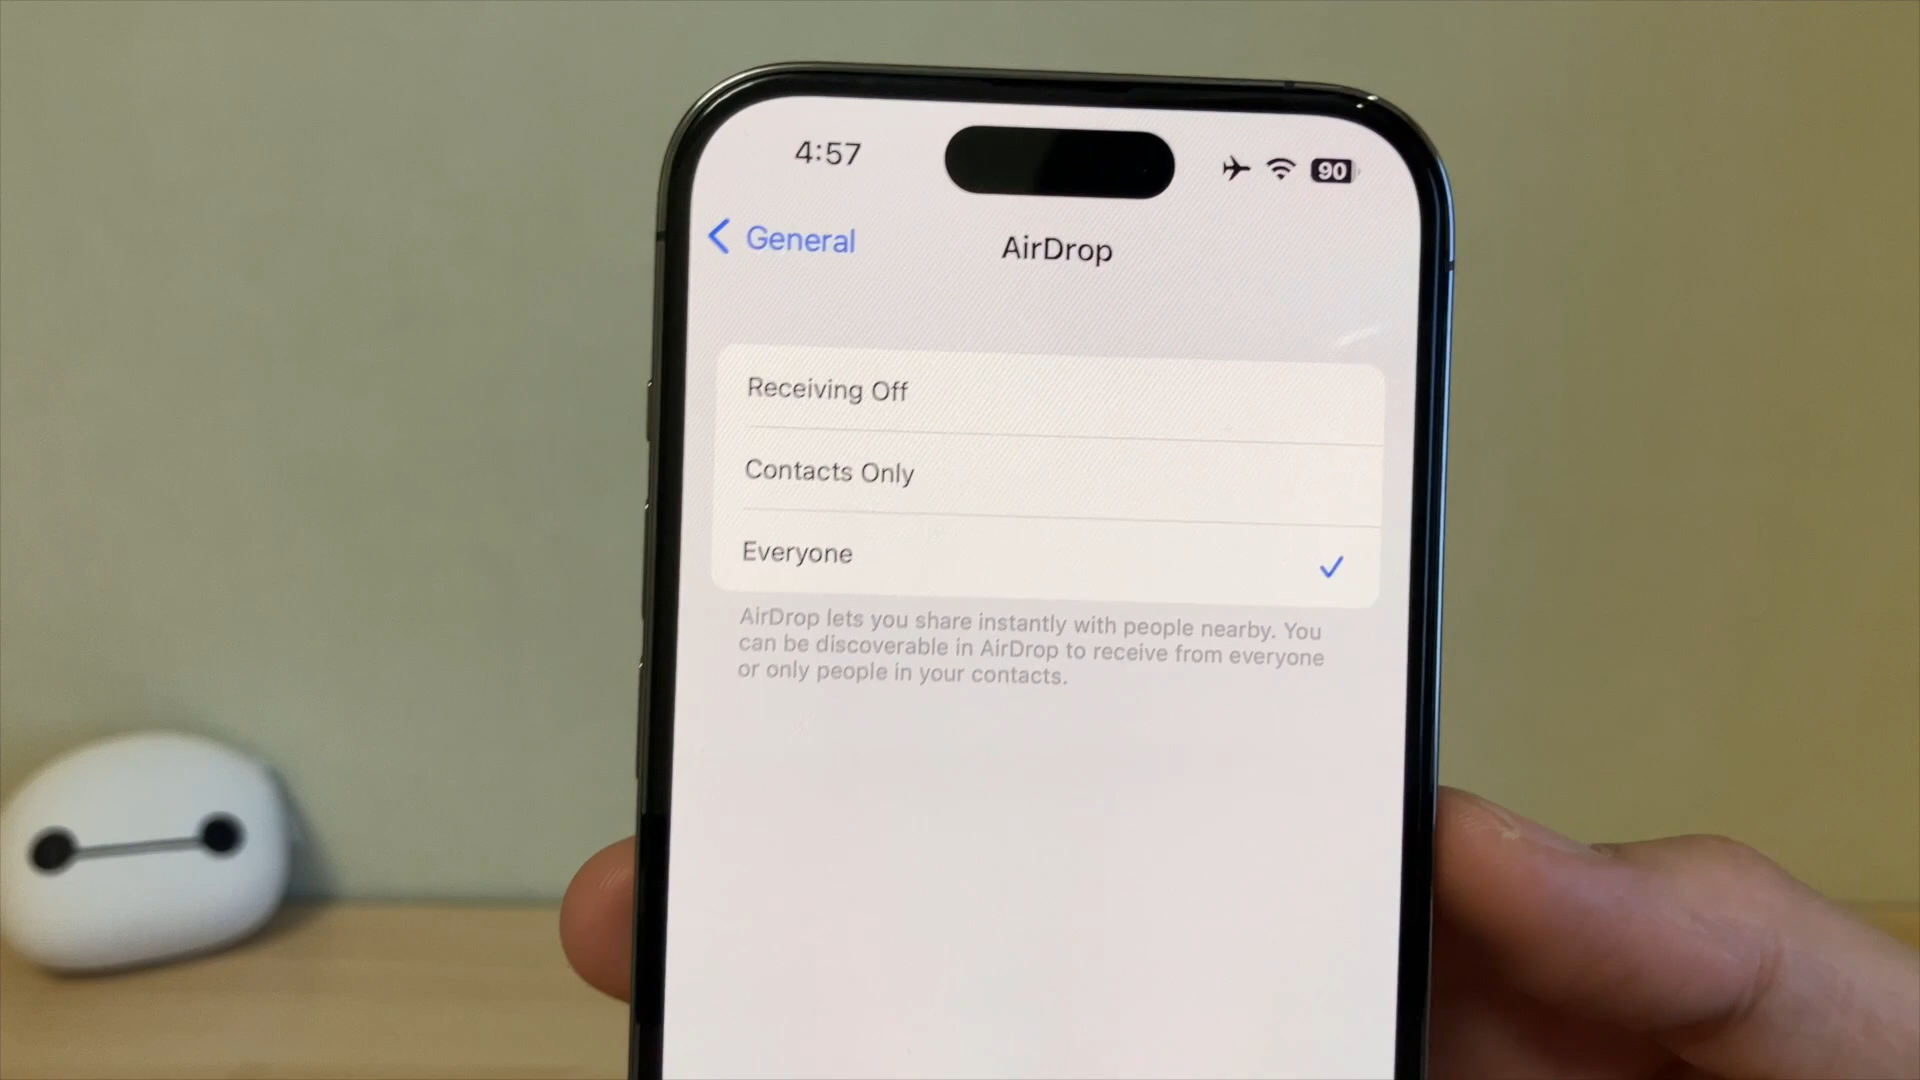 4:57
90
General
AirDrop
Receiving Off
Contacts Only
Everyone
AirDrop lets you share instantly with people nearby. You
can be discoverable in AirDrop to receive from everyone
or only people in your contacts.